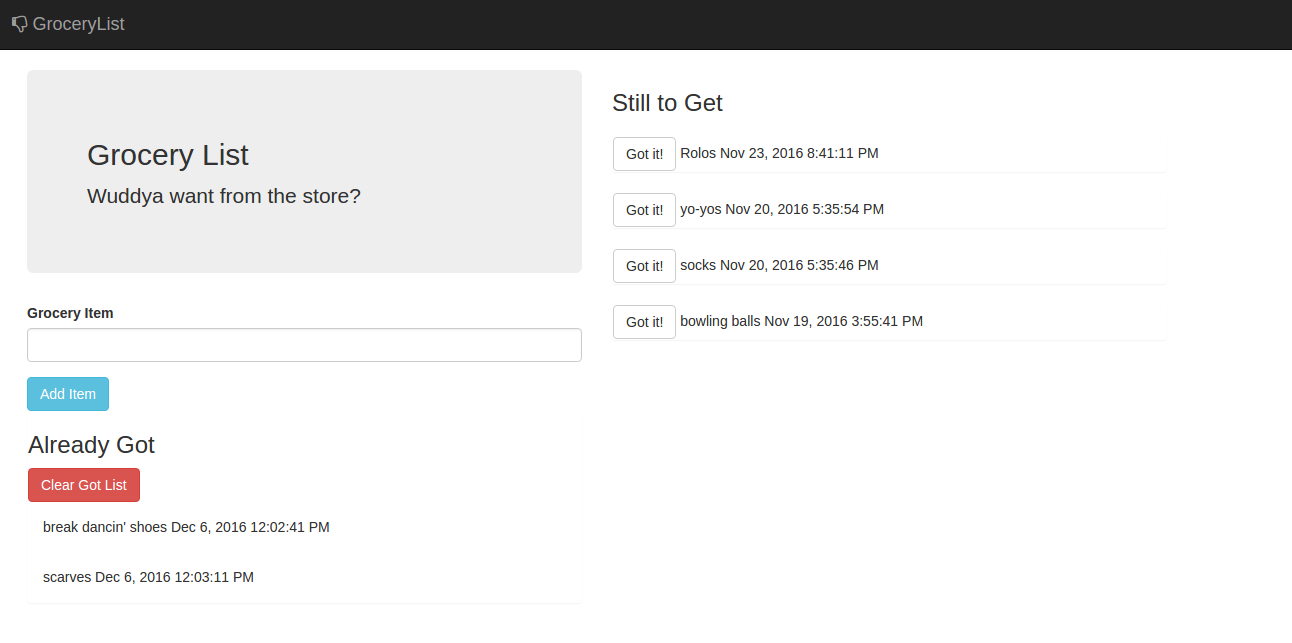 GroceryList
Grocery List
Wuddya want from the store?
Grocery Item
Add Item
Already Got
Clear Got List
break dancin' shoes Dec 6, 2016 12:02:41 PM
scarves Dec 6, 2016 12:03:11 PM
Still to Get
Got it! Rolos Nov 23, 2016 8:41:11 PM
Got it! yo-yos Nov 20, 2016 5:35:54 PM
Got it! socks Nov 20, 2016 5:35:46 PM
Got it! bowling balls Nov 19, 2016 3:55:41 PM